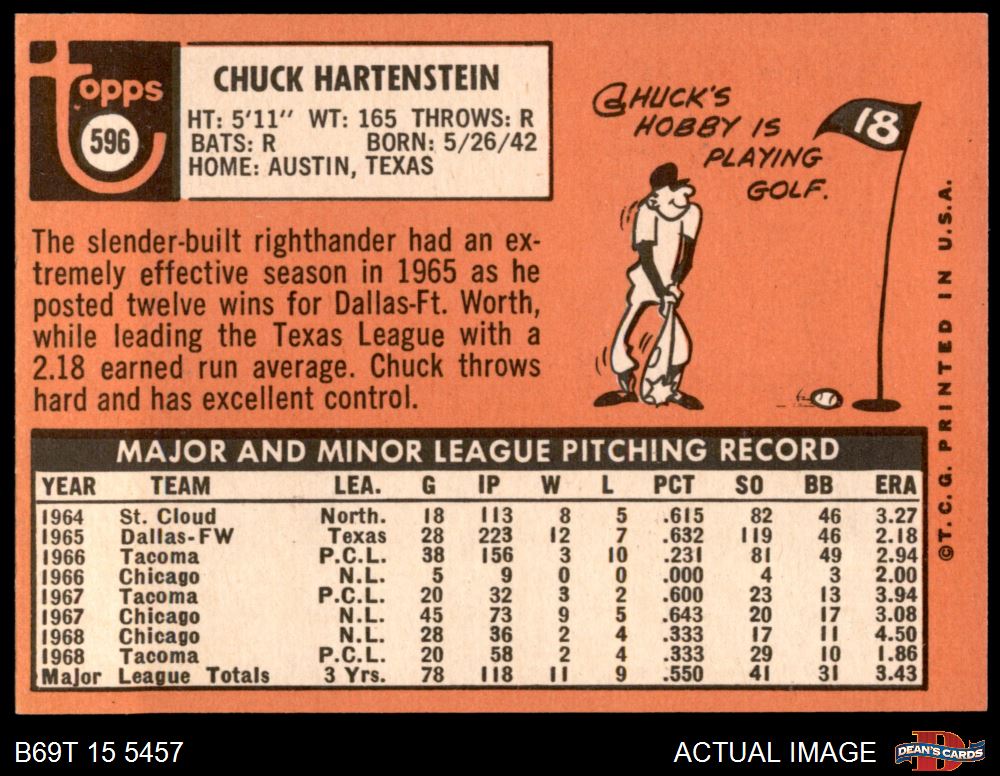 topps
596
CHUCK HARTENSTEIN
HT: 5'11" WT: 165 THROWS: R
BATS: R BORN: 5/26/42
HOME: AUSTIN, TEXAS
CHUCK'S
HOBBY IS
PLAYING
GOLF.
18
The slender-built righthander had an ex-
tremely effective season in 1965 as he
posted twelve wins for Dallas-Ft. Worth,
while leading the Texas League with a
2.18 earned run average. Chuck throws
hard and has excellent control.
MAJOR AND MINOR LEAGUE PITCHING RECORD
YEAR TEAM LEA. G IP W L PCT SO BB ERA
1964 St. Cloud North. 18 113 8 5 .615 82 46 3.27
1965 Dallas-FW Texas 28 223 12 7 .632 119 46 2.18
1966 Tacoma P.C.L. 38 156 3 10 .231 81 49 2.94
1966 Chicago N.L. 5 9 0 0 .000 4 3 2.00
1967 Tacoma P.C.L. 20 32 3 2 .600 23 13 3.94
1967 Chicago N.L. 45 73 9 5 .643 20 17 3.08
1968 Chicago N.L. 28 36 2 4 .333 17 11 4.50
1968 Tacoma P.C.L. 20 58 2 4 .333 29 10 1.86
Major League Totals 3 Yrs. 78 118 11 9 .550 41 31 3.43
© T. C. G. PRINTED IN U.S.A.
B69T 15 5457
ACTUAL IMAGE
DEAN'S CARDS